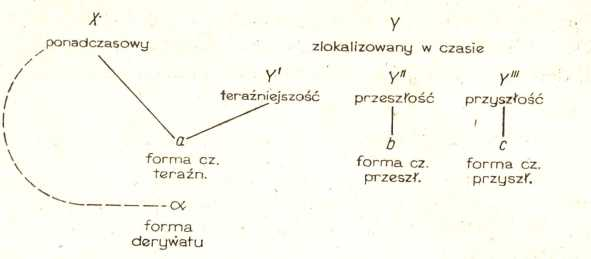 X
Y
ponadczasowy
zlokalizowany w czasie
Y'
Y"
Y'''
teraźniejszość
przeszłość
przyszłość
a
b
c
forma cz.
teraźn.
forma cz.
przeszł.
forma cz.
przyszł.
α
forma
derywatu